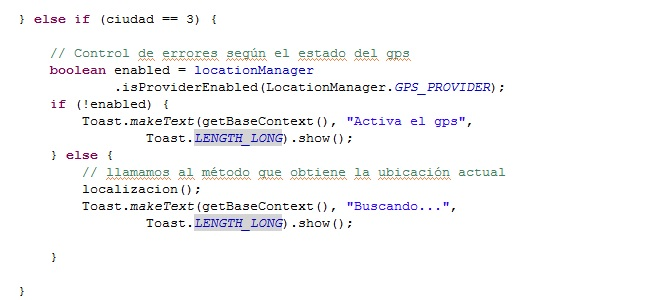 } else if (ciudad == 3) {
// Control de errores según el estado del gps
boolean enabled = locationManager
.isProviderEnabled(LocationManager.GPS_PROVIDER);
if (!enabled) {
Toast.makeText(getBaseContext(), "Activa el gps",
Toast.LENGTH_LONG).show();
} else {
// llamamos al método que obtiene la ubicación actual
localizacion();
Toast.makeText(getBaseContext(), "Buscando...",
Toast.LENGTH_LONG).show();
}
}